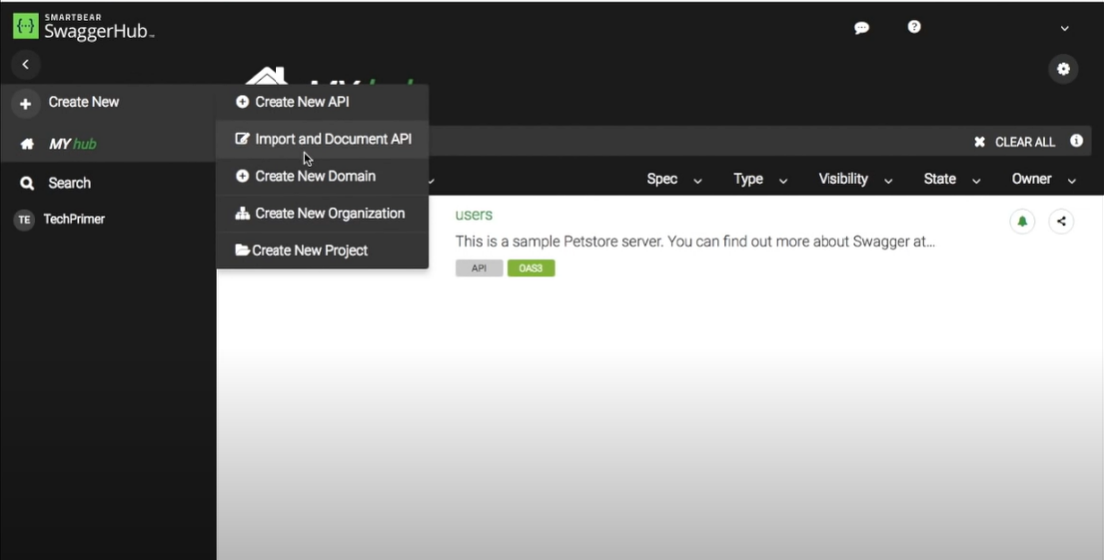 SMARTBEAR
SwaggerHub™
Create New
MY hub
Search
TE TechPrimer
Create New API
Import and Document API
Create New Domain
Create New Organization
Create New Project
CLEAR ALL
Spec Type Visibility State Owner
users
This is a sample Petstore server. You can find out more about Swagger at...
API OAS3